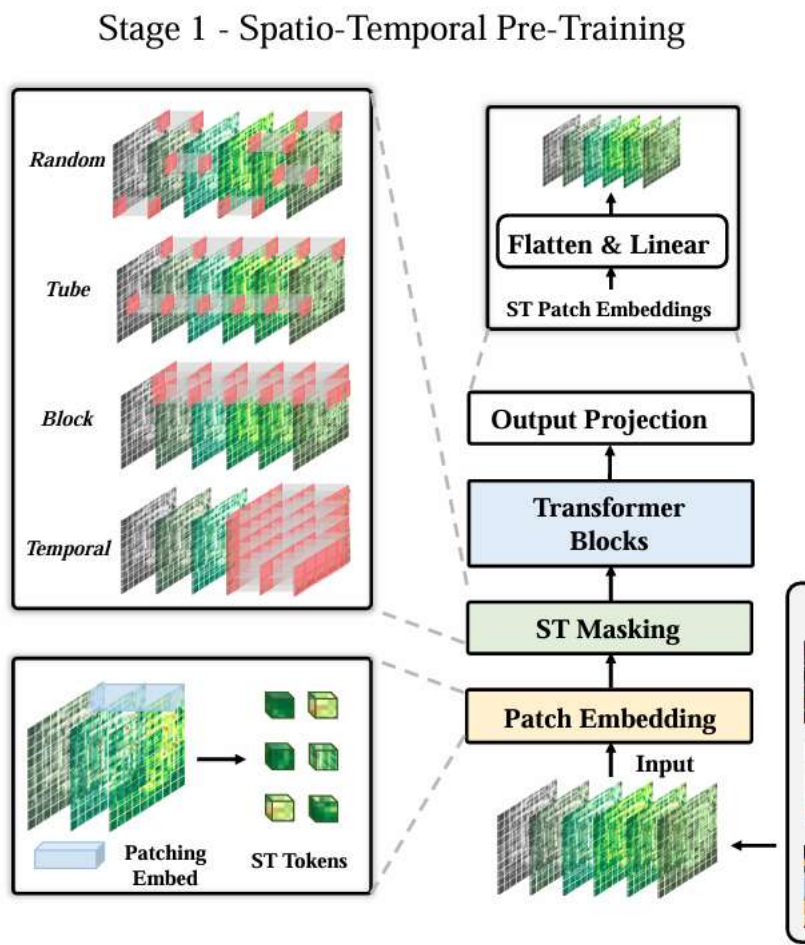 Stage 1 - Spatio-Temporal Pre-Training
Random
Tube
Block
Temporal
Flatten & Linear
ST Patch Embeddings
Output Projection
Transformer
Blocks
ST Masking
Patch Embedding
Input
Patching
Embed
ST Tokens